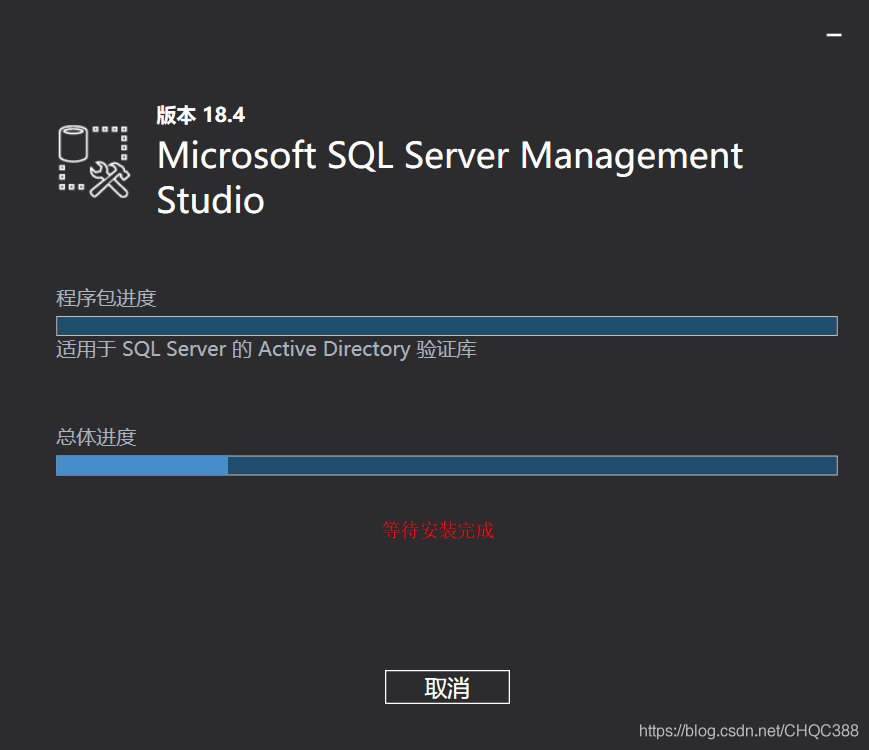 版本 18.4
Microsoft SQL Server Management
Studio
程序包进度
适用于 SQL Server 的 Active Directory 验证库
总体进度
等待安装完成
取消
https://blog.csdn.net/CHQC388